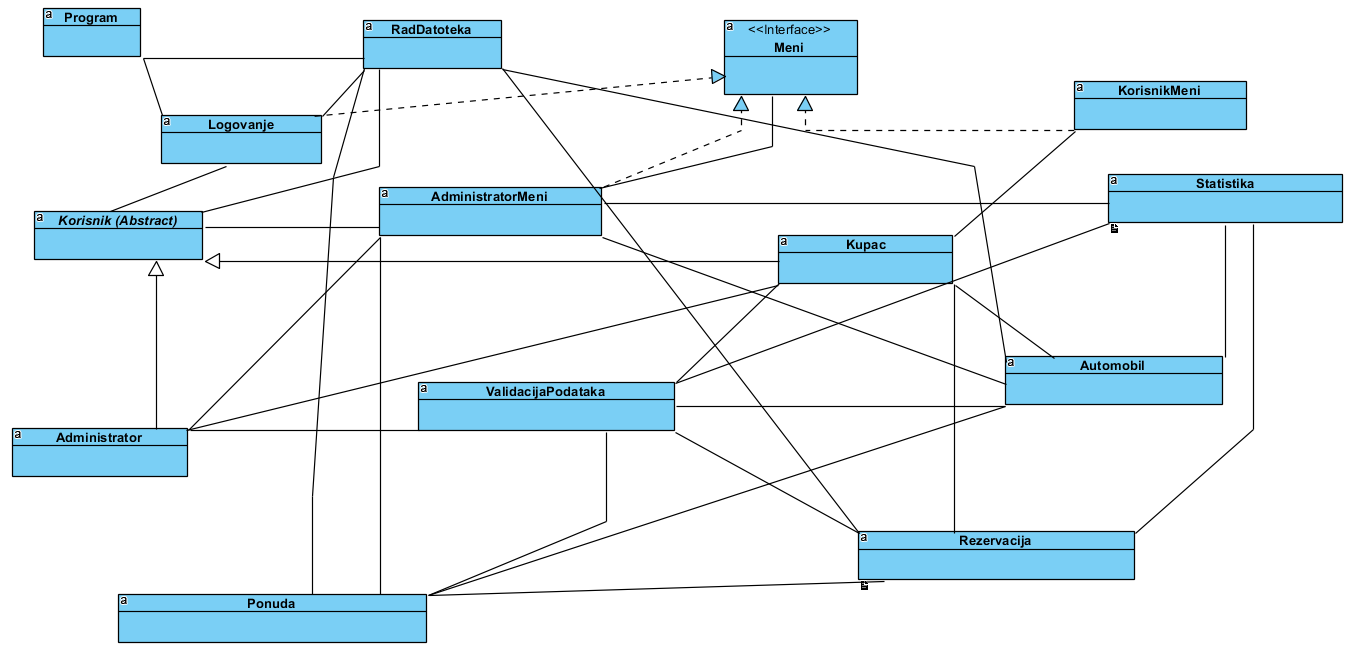 a
Program
a
RadDatoteka
a
<<Interface>>
Meni
a
KorisnikMeni
a
Logovanje
a
Statistika
a
AdministratorMeni
a
Korisnik (Abstract)
a
Kupac
a
Automobil
a
ValidacijaPodataka
a
Administrator
a
Rezervacija
a
Ponuda